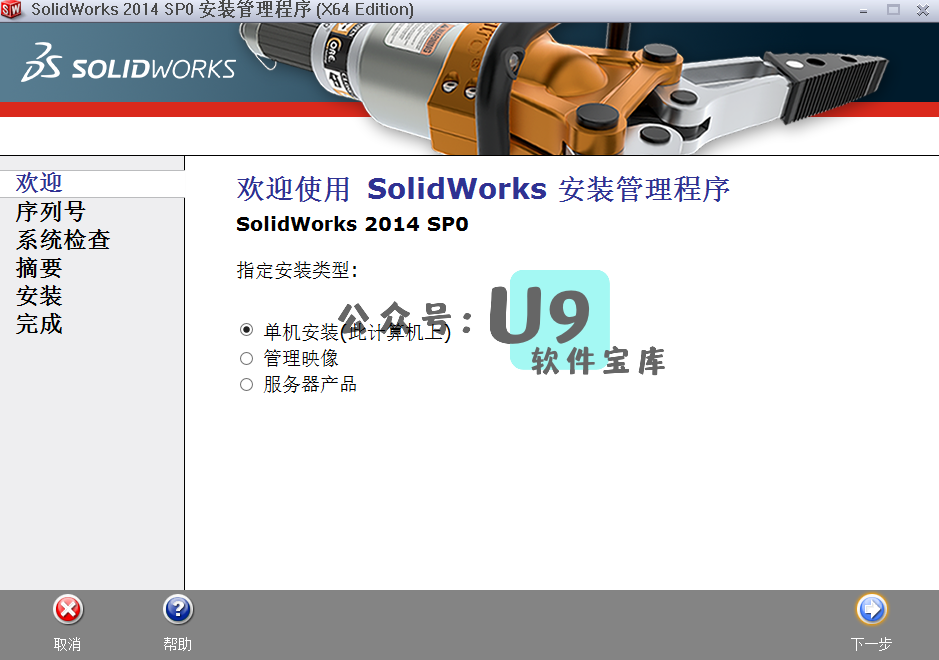 SolidWorks 2014 SP0 安装管理程序 (X64 Edition)
SOLIDWORKS
欢迎
序列号
系统检查
摘要
安装
完成
欢迎使用 SolidWorks 安装管理程序
SolidWorks 2014 SP0
指定安装类型:
公众号:U9
软件宝库
单机安装(此计算机上)
管理映像
服务器产品
取消
帮助
下一步